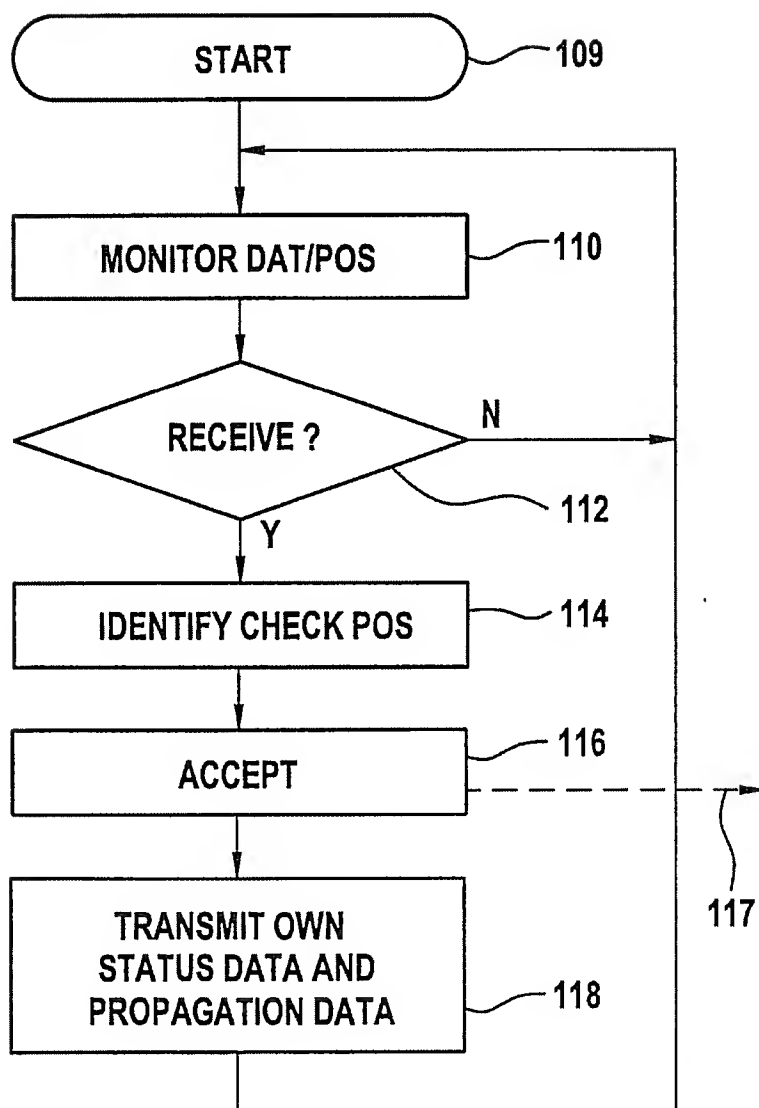 START
109
MONITOR DAT/POS
110
RECEIVE ?
N
112
Y
IDENTIFY CHECK POS
114
ACCEPT
116
117
TRANSMIT OWN
STATUS DATA AND
PROPAGATION DATA
118